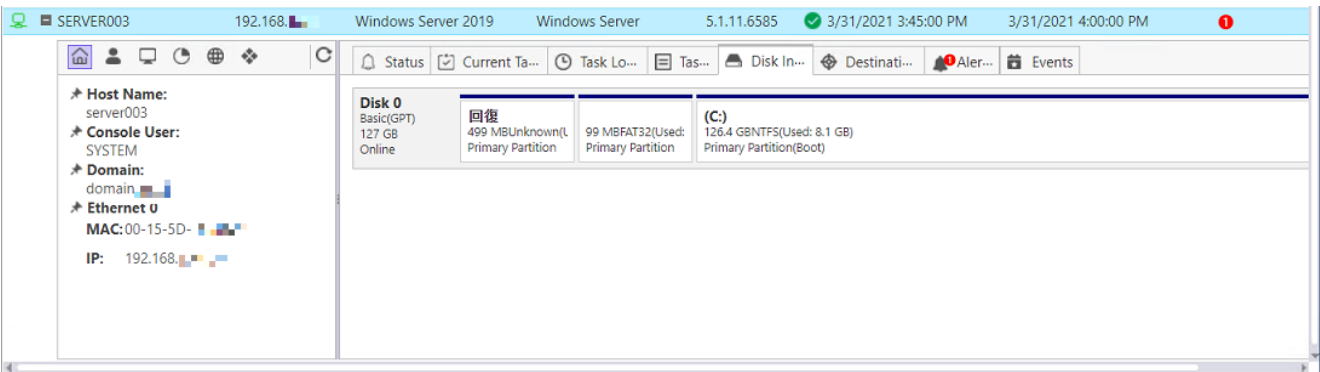 SERVER003 192.168. Windows Server 2019 Windows Server 5.1.11.6585 3/31/2021 3:45:00 PM 3/31/2021 4:00:00 PM 1
Status Current Ta... Task Lo... Tas... Disk In... Destinati... 1 Aler... Events
Host Name:
server003
Console User:
SYSTEM
Domain:
domain
Ethernet 0
MAC: 00-15-5D-
IP: 192.168.
Disk 0
Basic(GPT)
127 GB
Online
回復
499 MBUnknown(U
Primary Partition
99 MBFAT32(Used:
Primary Partition
(C:)
126.4 GBNTFS(Used: 8.1 GB)
Primary Partition(Boot)